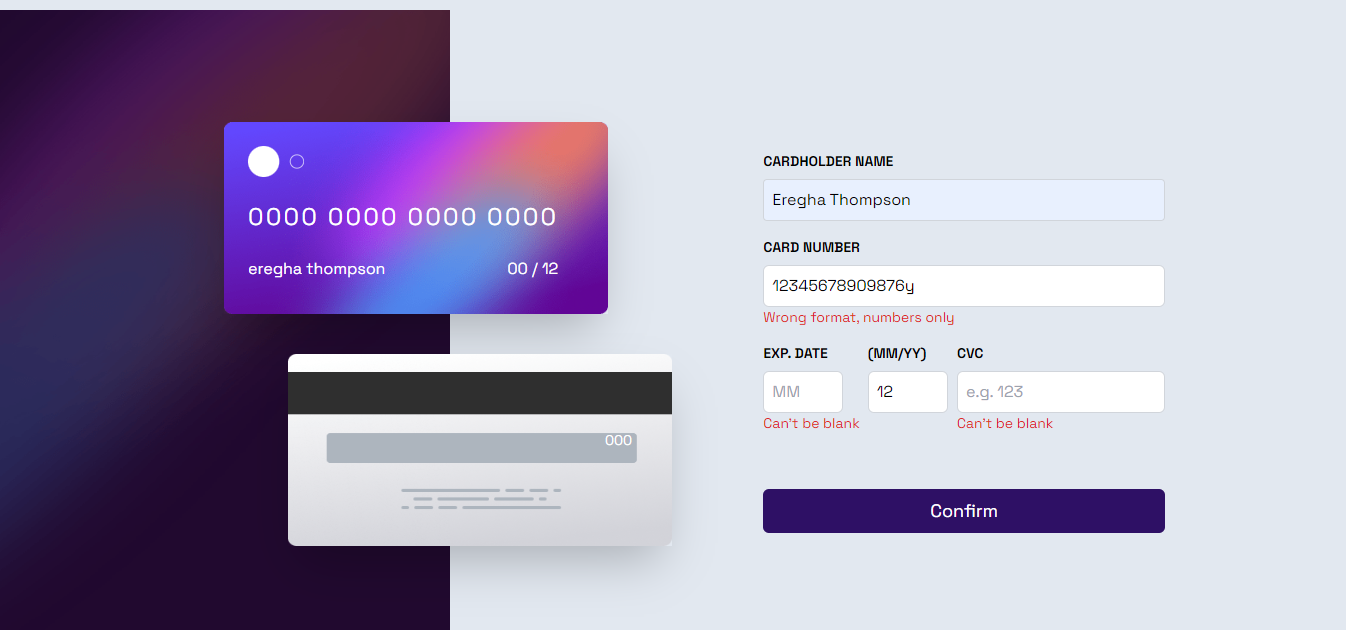 0000 0000 0000 0000
eregha thompson 00 / 12
000
CARDHOLDER NAME
Eregha Thompson
CARD NUMBER
12345678909876y
Wrong format, numbers only
EXP. DATE (MM/YY) CVC
MM 12 e.g. 123
Can't be blank Can't be blank
Confirm